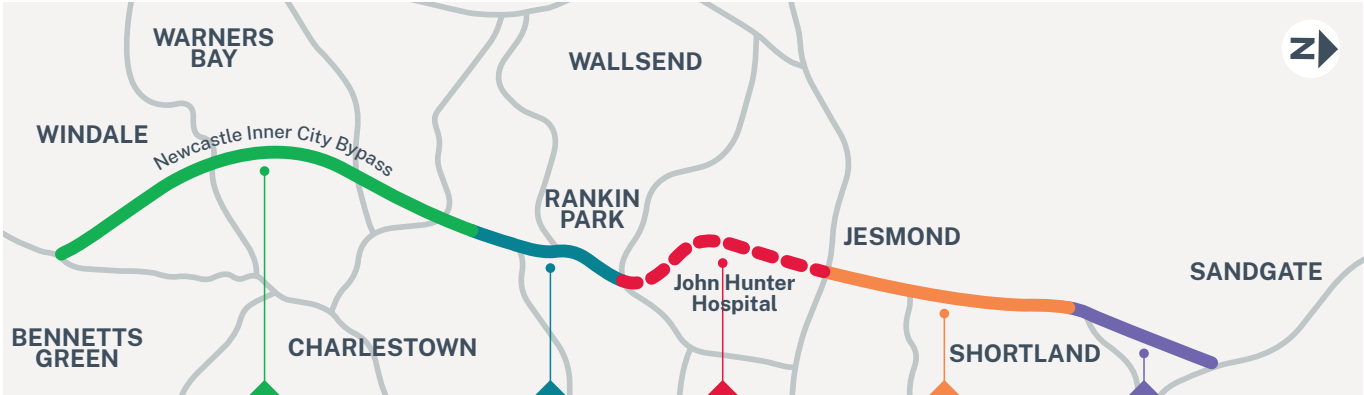 WARNERS
BAY
WALLSEND
N
WINDALE
Newcastle Inner City Bypass
RANKIN
PARK
JESMOND
SANDGATE
John Hunter
Hospital
BENNETTS
GREEN
CHARLESTOWN
SHORTLAND